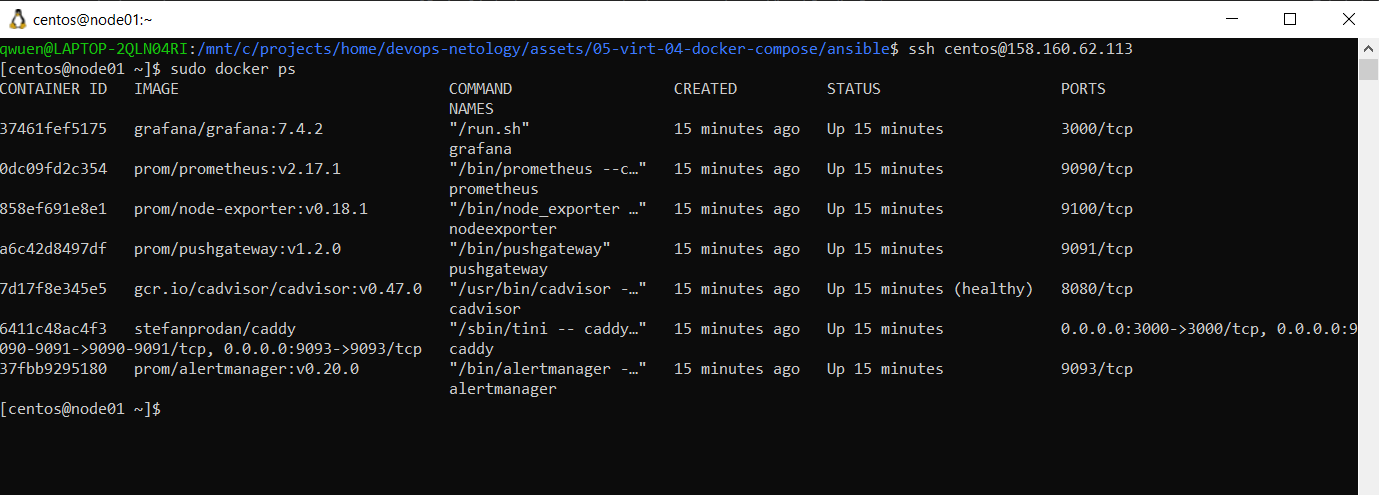 centos@node01:~
qwuen@LAPTOP-2QLN04RI:/mnt/c/projects/home/devops-netology/assets/05-virt-04-docker-compose/ansible$ ssh centos@158.160.62.113
[centos@node01 ~]$ sudo docker ps
CONTAINER ID   IMAGE                              COMMAND                  CREATED          STATUS                    PORTS
                                                  NAMES
37461fef5175   grafana/grafana:7.4.2              "/run.sh"                15 minutes ago   Up 15 minutes             3000/tcp
                                                  grafana
0dc09fd2c354   prom/prometheus:v2.17.1            "/bin/prometheus --c…"   15 minutes ago   Up 15 minutes             9090/tcp
                                                  prometheus
858ef691e8e1   prom/node-exporter:v0.18.1         "/bin/node_exporter …"   15 minutes ago   Up 15 minutes             9100/tcp
                                                  nodeexporter
a6c42d8497df   prom/pushgateway:v1.2.0            "/bin/pushgateway"       15 minutes ago   Up 15 minutes             9091/tcp
                                                  pushgateway
7d17f8e345e5   gcr.io/cadvisor/cadvisor:v0.47.0   "/usr/bin/cadvisor -…"   15 minutes ago   Up 15 minutes (healthy)   8080/tcp
                                                  cadvisor
6411c48ac4f3   stefanprodan/caddy                 "/sbin/tini -- caddy…"   15 minutes ago   Up 15 minutes             0.0.0.0:3000->3000/tcp, 0.0.0.0:9
090-9091->9090-9091/tcp, 0.0.0.0:9093->9093/tcp   caddy
37fbb9295180   prom/alertmanager:v0.20.0          "/bin/alertmanager -…"   15 minutes ago   Up 15 minutes             9093/tcp
                                                  alertmanager
[centos@node01 ~]$